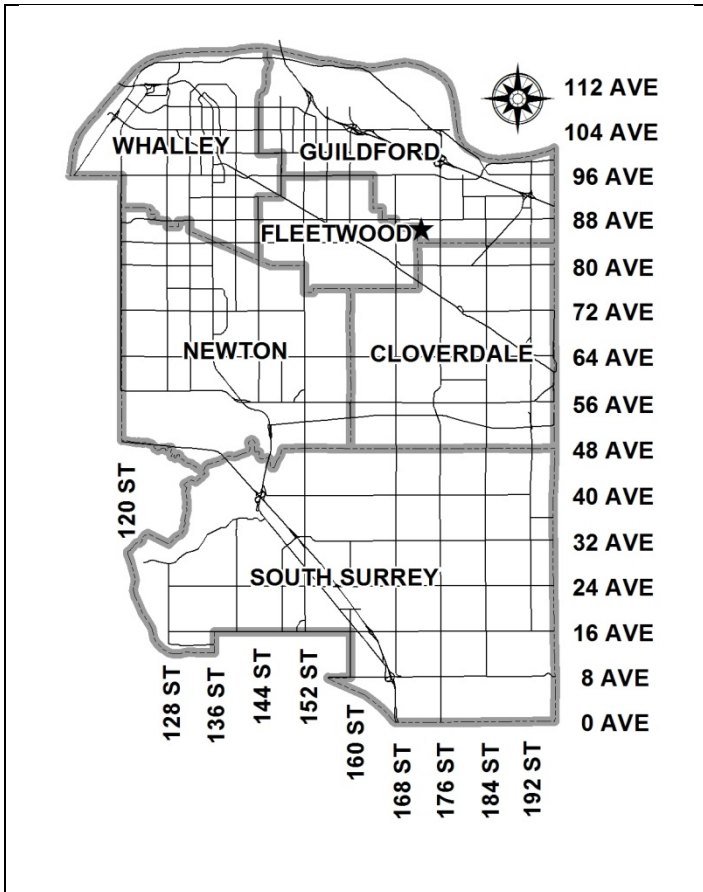 112 AVE
104 AVE
WHALLEY
GUILDFORD
96 AVE
88 AVE
FLEETWOOD
80 AVE
72 AVE
NEWTON
CLOVERDALE
64 AVE
56 AVE
48 AVE
120 ST
40 AVE
32 AVE
SOUTH SURREY
24 AVE
16 AVE
128 ST
136 ST
144 ST
152 ST
160 ST
8 AVE
0 AVE
168 ST
176 ST
184 ST
192 ST